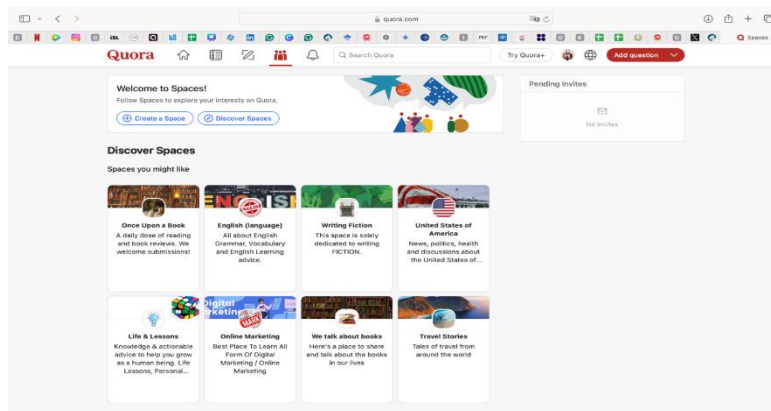 quora.com
Quora
Search Quora
Try Quora+
Add question
Welcome to Spaces!
Follow Spaces to explore your interests on Quora.
Create a Space
Discover Spaces
Pending Invites
No Invites
Discover Spaces
Spaces you might like
Once Upon a Book
A daily dose of reading
and book reviews. We
welcome submissions!
English (language)
All about English
Grammar, Vocabulary
and English Learning
advice.
Writing Fiction
This space is solely
dedicated to writing
FICTION.
United States of
America
News, politics, health
and discussions about
the United States of...
Life & Lessons
Knowledge & actionable
advice to help you grow
as a human being. Life
Lessons, Personal...
Digital
Marketing
Online Marketing
Best Place To Learn All
Form Of Digital
Marketing / Online
Marketing
We talk about books
Here's a place to share
and talk about the books
in our lives
Travel Stories
Tales of travel from
around the world